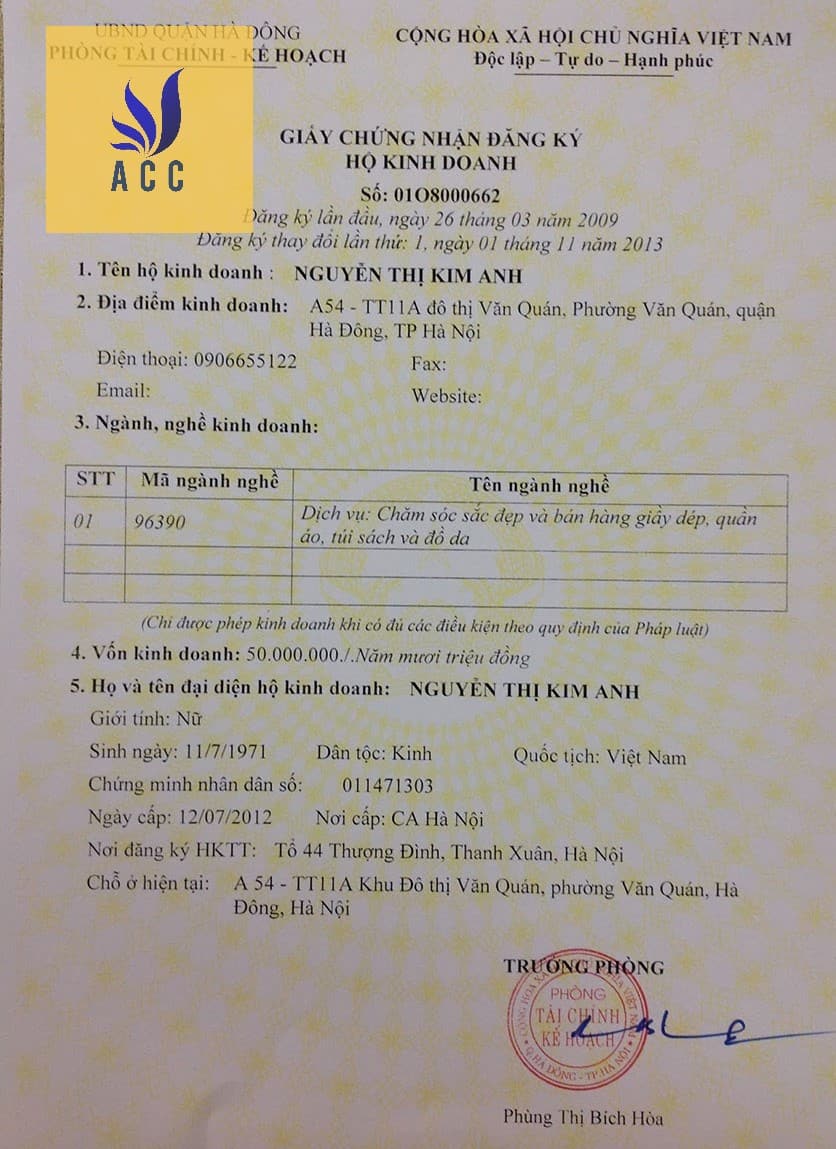 UBND QUẬN HÀ ĐÔNG
PHÒNG TÀI CHÍNH - KẾ HOẠCH
CỘNG HÒA XÃ HỘI CHỦ NGHĨA VIỆT NAM
Độc lập – Tự do – Hạnh phúc
ACC
GIẤY CHỨNG NHẬN ĐĂNG KÝ
HỘ KINH DOANH
Số: 01O8000662
Đăng ký lần đầu, ngày 26 tháng 03 năm 2009
Đăng ký thay đổi lần thứ: 1, ngày 01 tháng 11 năm 2013
1. Tên hộ kinh doanh : NGUYỄN THỊ KIM ANH
2. Địa điểm kinh doanh: A54 - TT11A đô thị Văn Quán, Phường Văn Quán, quận
Hà Đông, TP Hà Nội
Điện thoại: 0906655122 Fax:
Email: Website:
3. Ngành, nghề kinh doanh:
STT Mã ngành nghề Tên ngành nghề
01 96390 Dịch vụ: Chăm sóc sắc đẹp và bán hàng giầy dép, quần
áo, túi sách và đồ da
(Chỉ được phép kinh doanh khi có đủ các điều kiện theo quy định của Pháp luật)
4. Vốn kinh doanh: 50.000.000./.Năm mươi triệu đồng
5. Họ và tên đại diện hộ kinh doanh: NGUYỄN THỊ KIM ANH
Giới tính: Nữ
Sinh ngày: 11/7/1971 Dân tộc: Kinh Quốc tịch: Việt Nam
Chứng minh nhân dân số: 011471303
Ngày cấp: 12/07/2012 Nơi cấp: CA Hà Nội
Nơi đăng ký HKTT: Tổ 44 Thượng Đình, Thanh Xuân, Hà Nội
Chỗ ở hiện tại: A 54 - TT11A Khu Đô thị Văn Quán, phường Văn Quán, Hà
Đông, Hà Nội
TRƯỞNG PHÒNG
PHÒNG
TÀI CHÍNH
KẾ HOẠCH
Q.HÀ ĐÔNG - TP.HÀ NỘI
Phùng Thị Bích Hòa